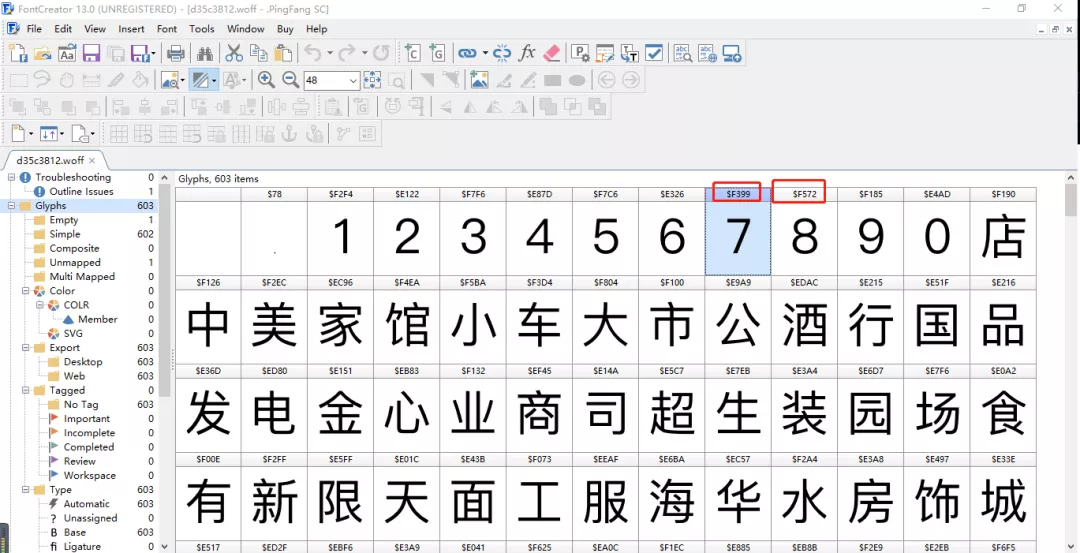 FontCreator 13.0 (UNREGISTERED) - [d35c3812.woff - .PingFang SC]
File Edit View Insert Font Tools Window Buy Help
48
d35c3812.woff
Troubleshooting 0
Outline Issues 1
Glyphs 603
Empty 1
Simple 602
Composite 0
Unmapped 1
Multi Mapped 0
Color 0
COLR 0
Member 0
SVG 0
Export 603
Desktop 603
Web 603
Tagged 0
No Tag 603
Important 0
Incomplete 0
Completed 0
Review 0
Workspace 0
Type 603
Automatic 603
? Unassigned 0
B Base 603
fi Ligature 0
Glyphs, 603 items
$78 $F2F4 $E122 $F7F6 $E87D $F7C6 $E326 $F399 $F572 $F185 $E4AD $F190
. 1 2 3 4 5 6 7 8 9 0 店
$F126 $F2EC $EC96 $F4EA $F5BA $F3D4 $F804 $F100 $E9A9 $EDAC $E215 $E51F $E216
中 美 家 馆 小 车 大 市 公 酒 行 国 品
$E36D $ED80 $E151 $EB83 $F132 $EF45 $E14A $E5C7 $E7EB $E3A4 $E6D7 $E7F6 $E0A2
发 电 金 心 业 商 司 超 生 装 园 场 食
$F00E $F2FF $E5FF $E01C $E43B $F073 $EEAF $E6BA $EC57 $F2A4 $E3A8 $E497 $E33E
有 新 限 天 面 工 服 海 华 水 房 饰 城
$E517 $ED2F $EBF6 $E3A9 $E041 $F625 $EA0C $F1EC $E885 $EB8B $F2E9 $E2EB $F6F5